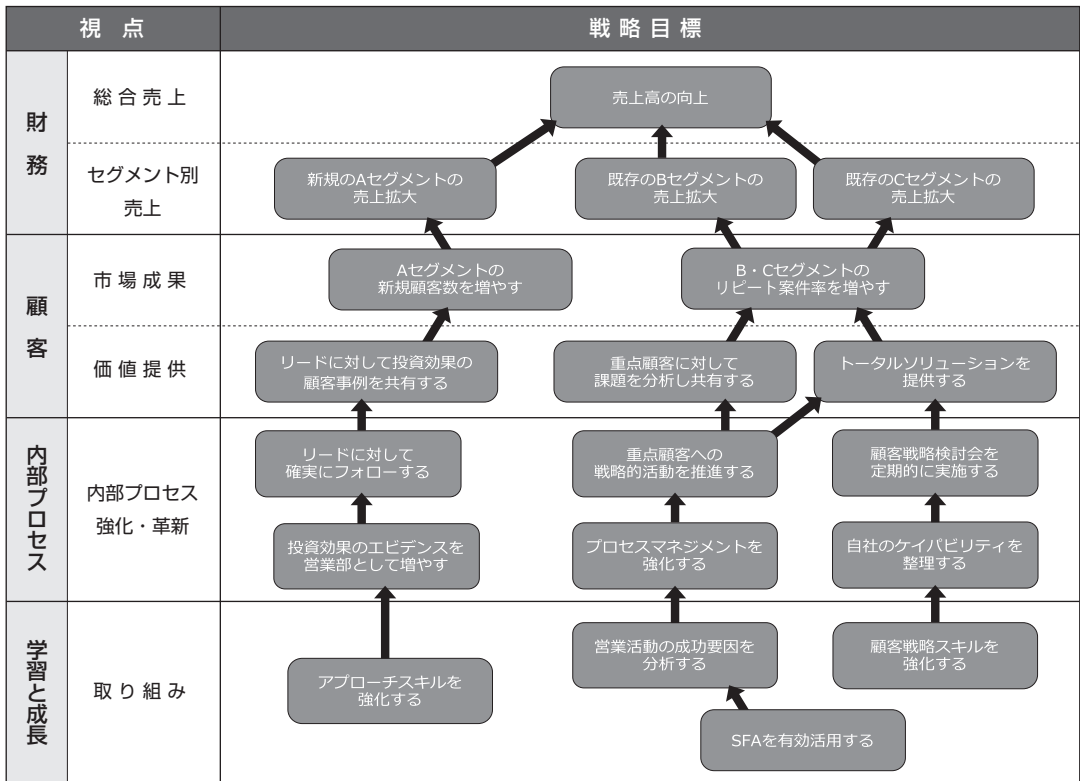 視点
戦略目標
財務
総合売上
売上高の向上
セグメント別
売上
新規のAセグメントの
売上拡大
既存のBセグメントの
売上拡大
既存のCセグメントの
売上拡大
顧客
市場成果
Aセグメントの
新規顧客数を増やす
B・Cセグメントの
リピート案件率を増やす
価値提供
リードに対して投資効果の
顧客事例を共有する
重点顧客に対して
課題を分析し共有する
トータルソリューションを
提供する
内部プロセス
内部プロセス
強化・革新
リードに対して
確実にフォローする
重点顧客への
戦略的活動を推進する
顧客戦略検討会を
定期的に実施する
投資効果のエビデンスを
営業部として増やす
プロセスマネジメントを
強化する
自社のケイパビリティを
整理する
学習と成長
取り組み
アプローチスキルを
強化する
営業活動の成功要因を
分析する
顧客戦略スキルを
強化する
SFAを有効活用する